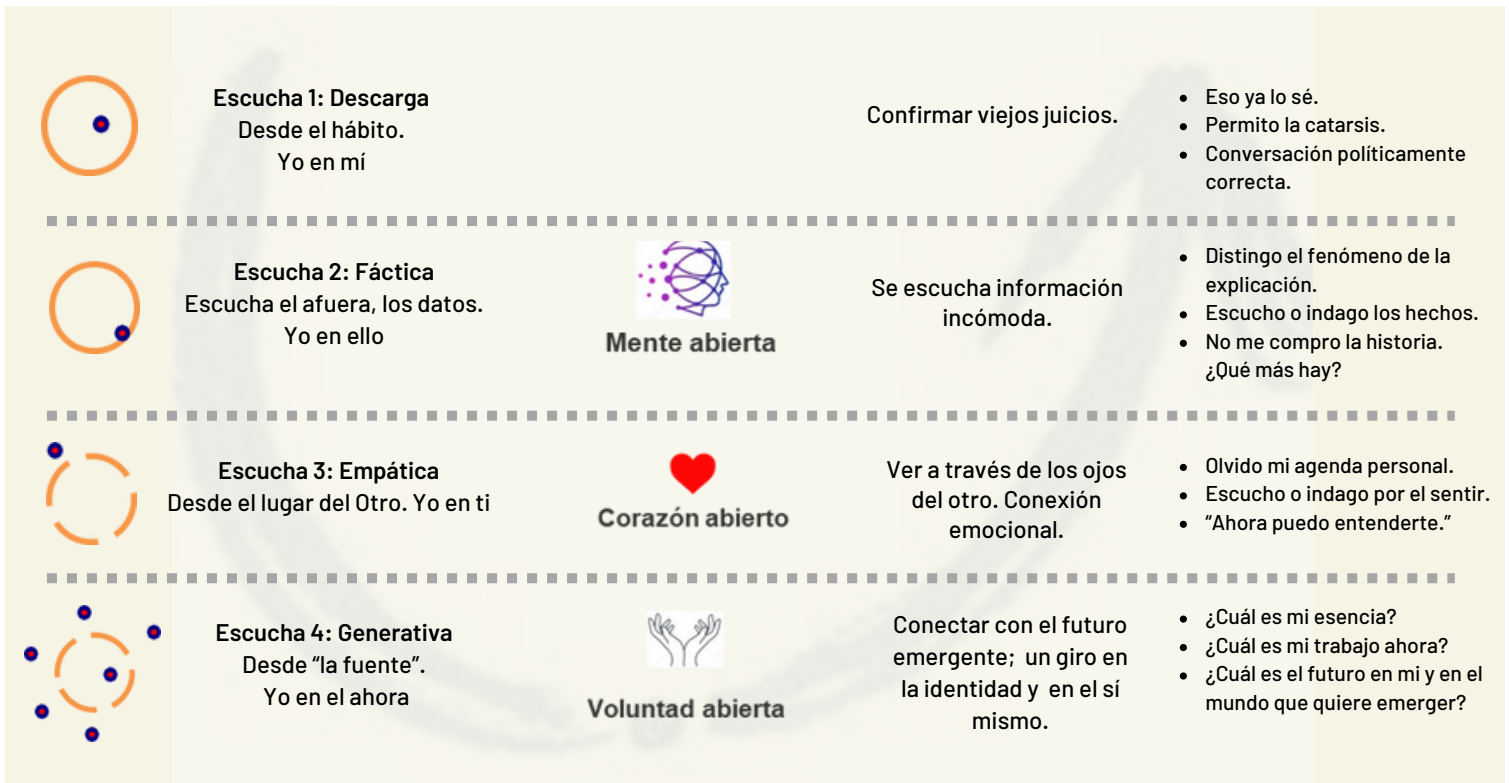 Escucha 1: Descarga
Desde el hábito.
Yo en mí
Confirmar viejos juicios.
• Eso ya lo sé.
• Permito la catarsis.
• Conversación políticamente
correcta.
Escucha 2: Fáctica
Escucha el afuera, los datos.
Yo en ello
Mente abierta
Se escucha información
incómoda.
• Distingo el fenómeno de la
explicación.
• Escucho o indago los hechos.
• No me compro la historia.
¿Qué más hay?
Escucha 3: Empática
Desde el lugar del Otro. Yo en ti
Corazón abierto
Ver a través de los ojos
del otro. Conexión
emocional.
• Olvido mi agenda personal.
• Escucho o indago por el sentir.
• “Ahora puedo entenderte.”
Escucha 4: Generativa
Desde “la fuente”.
Yo en el ahora
Voluntad abierta
Conectar con el futuro
emergente; un giro en
la identidad y en el sí
mismo.
• ¿Cuál es mi esencia?
• ¿Cuál es mi trabajo ahora?
• ¿Cuál es el futuro en mi y en el
mundo que quiere emerger?